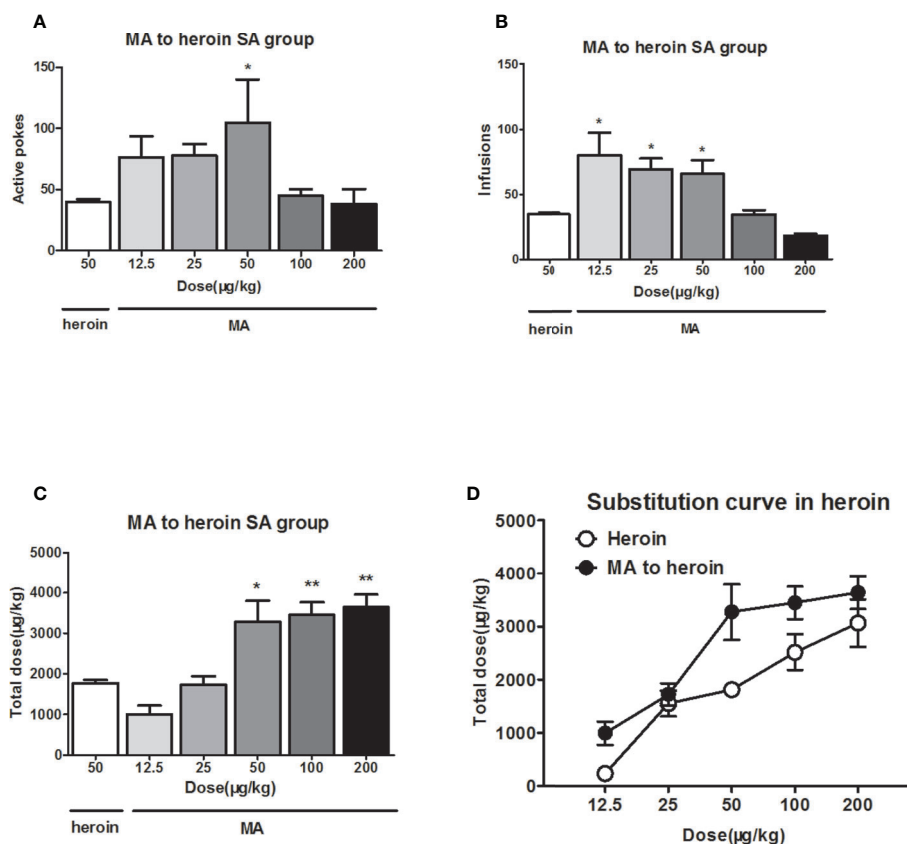 A
MA to heroin SA group
150
*
100
50
0
Active pokes
50 12.5 25 50 100 200
Dose(µg/kg)
heroin MA
B
MA to heroin SA group
150
100
50
0
Infusions
* * *
50 12.5 25 50 100 200
Dose(µg/kg)
heroin MA
C
MA to heroin SA group
5000
4000
3000
2000
1000
0
Total dose(µg/kg)
* ** **
50 12.5 25 50 100 200
Dose(µg/kg)
heroin MA
D
Substitution curve in heroin
5000
4000
3000
2000
1000
0
Total dose(µg/kg)
Heroin
MA to heroin
12.5 25 50 100 200
Dose(µg/kg)